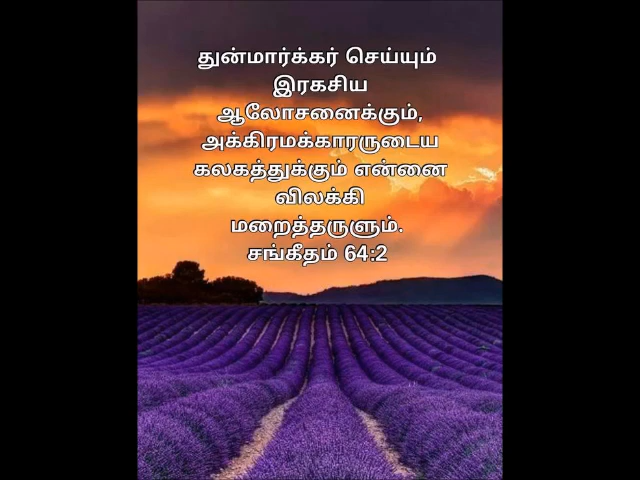 துன்மார்க்கர் செய்யும்
இரகசிய
ஆலோசனைக்கும்,
அக்கிரமக்காரருடைய
கலகத்துக்கும் என்னை
விலக்கி
மறைத்தருளும்.
சங்கீதம் 64:2